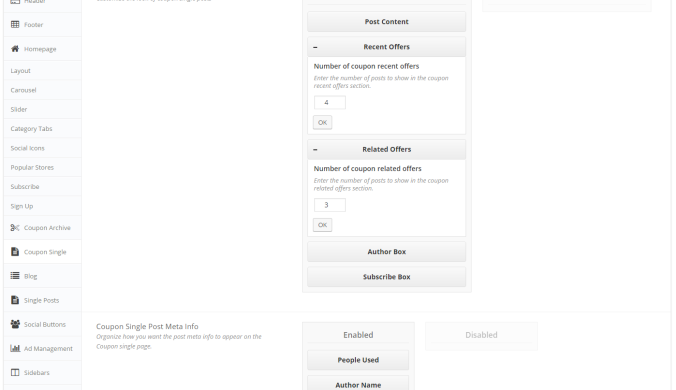 Header
Footer
Homepage
Layout
Carousel
Slider
Category Tabs
Social Icons
Popular Stores
Subscribe
Sign Up
Coupon Archive
Coupon Single
Blog
Single Posts
Social Buttons
Ad Management
Sidebars
Post Content
Recent Offers
Number of coupon recent offers
Enter the number of posts to show in the coupon
recent offers section.
4
OK
Related Offers
Number of coupon related offers
Enter the number of posts to show in the coupon
related offers section.
3
OK
Author Box
Subscribe Box
Coupon Single Post Meta Info
Organize how you want the post meta info to appear on the
Coupon single page.
Enabled
People Used
Author Name
Disabled